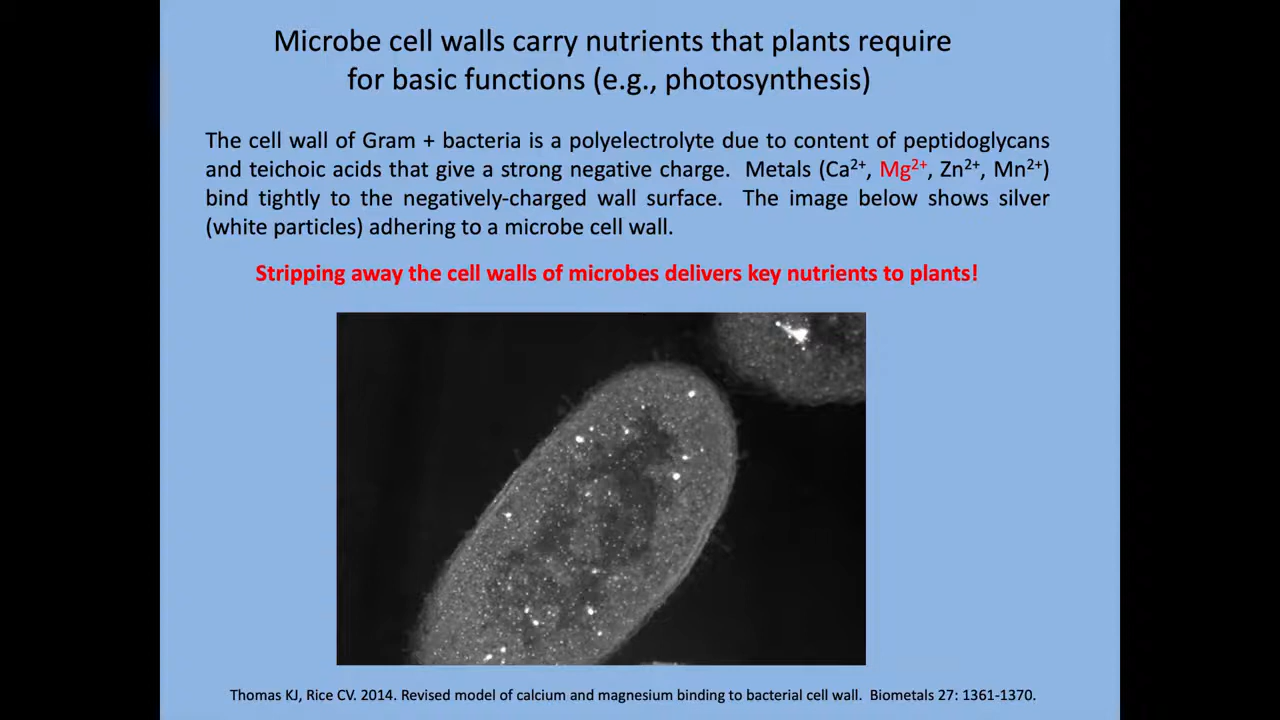 Microbe cell walls carry nutrients that plants require
for basic functions (e.g., photosynthesis)
The cell wall of Gram + bacteria is a polyelectrolyte due to content of peptidoglycans
and teichoic acids that give a strong negative charge. Metals (Ca²⁺, Mg²⁺, Zn²⁺, Mn²⁺)
bind tightly to the negatively-charged wall surface. The image below shows silver
(white particles) adhering to a microbe cell wall.
Stripping away the cell walls of microbes delivers key nutrients to plants!
Thomas KJ, Rice CV. 2014. Revised model of calcium and magnesium binding to bacterial cell wall. Biometals 27: 1361-1370.